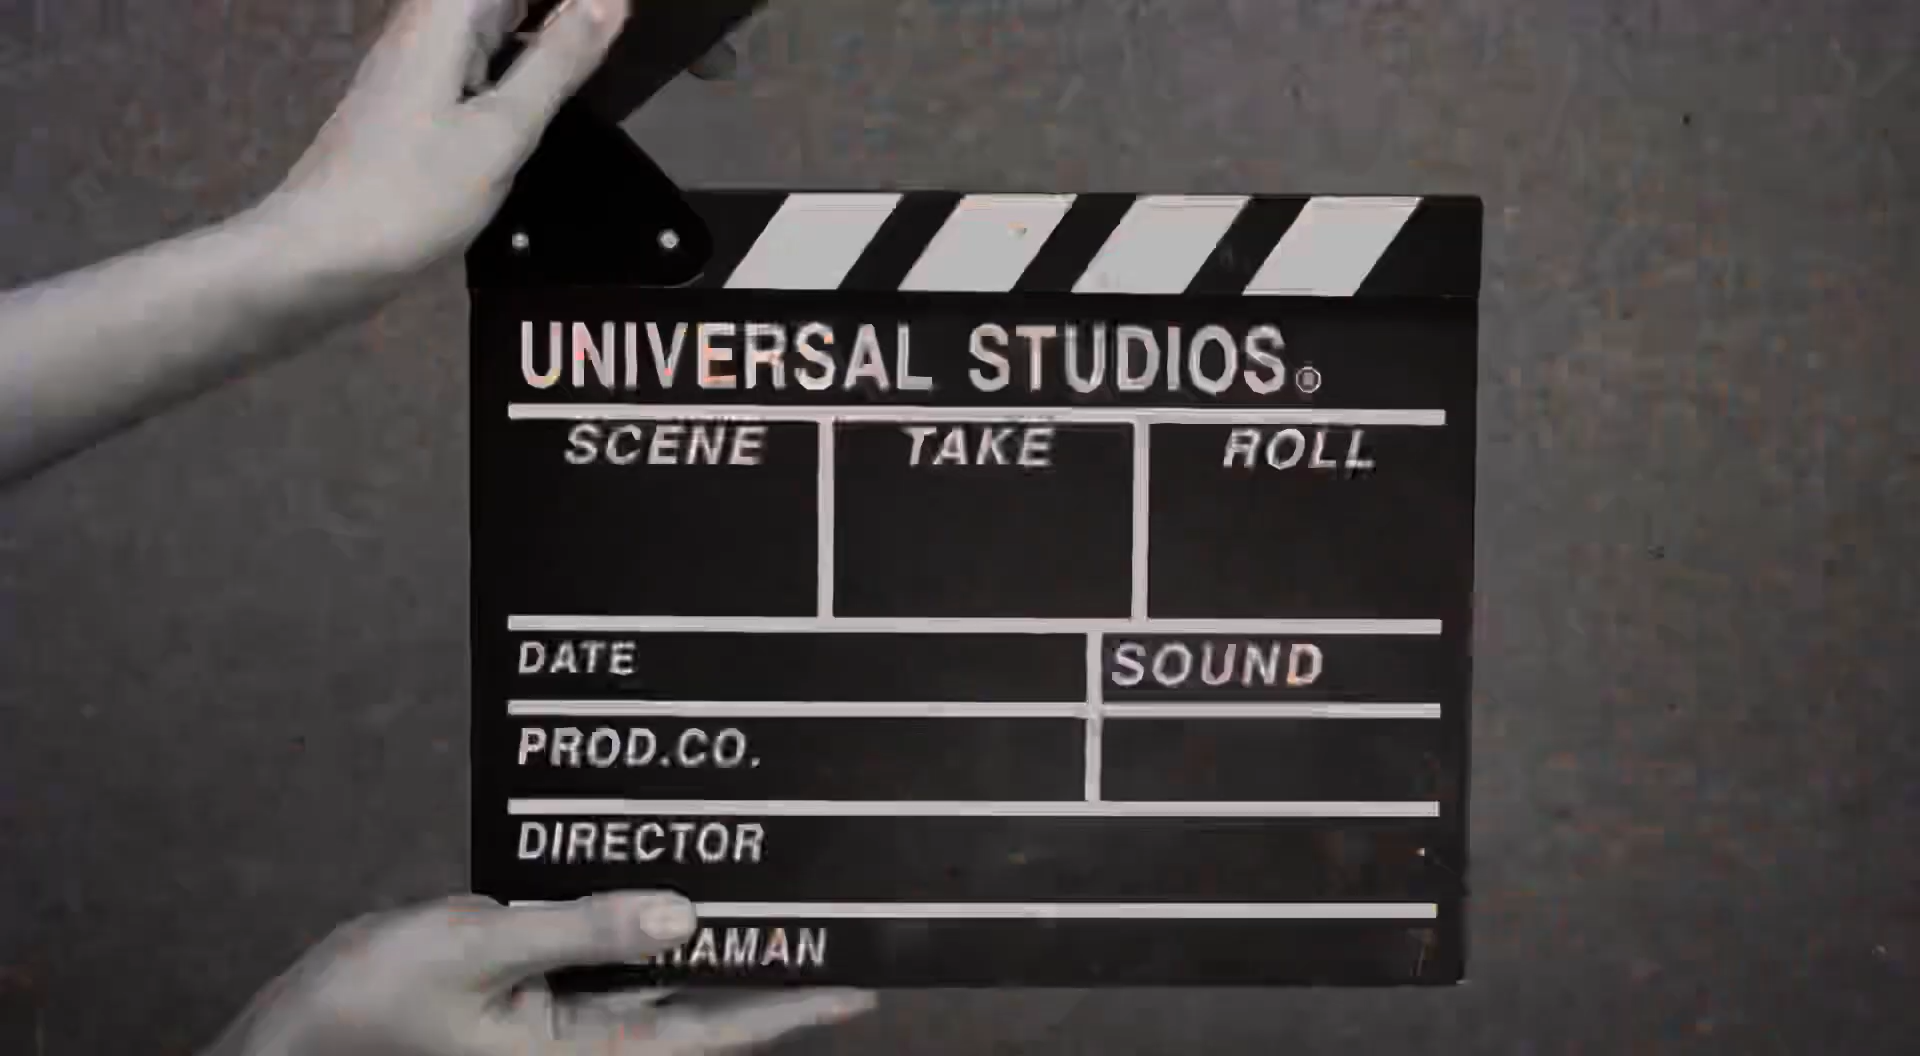 UNIVERSAL STUDIOS®
SCENE TAKE ROLL
DATE SOUND
PROD.CO.
DIRECTOR